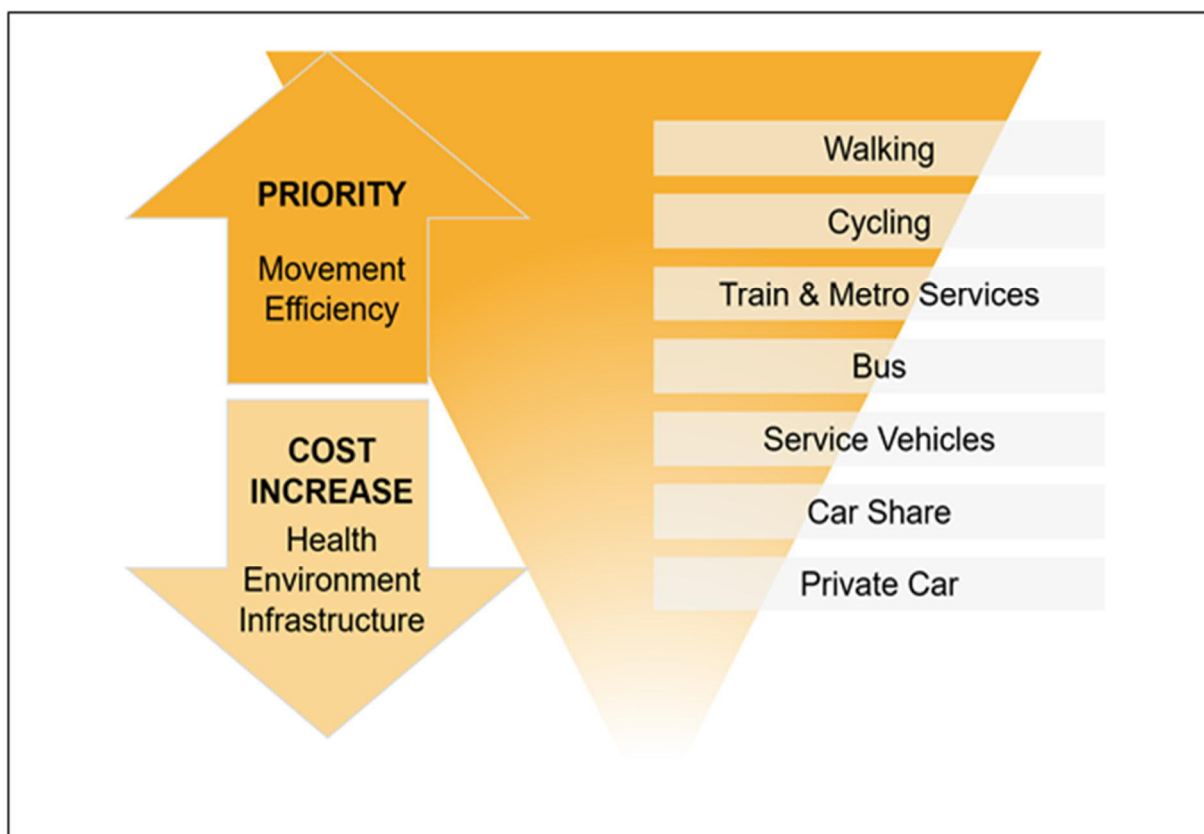 PRIORITY
Movement
Efficiency
COST
INCREASE
Health
Environment
Infrastructure
Walking
Cycling
Train & Metro Services
Bus
Service Vehicles
Car Share
Private Car